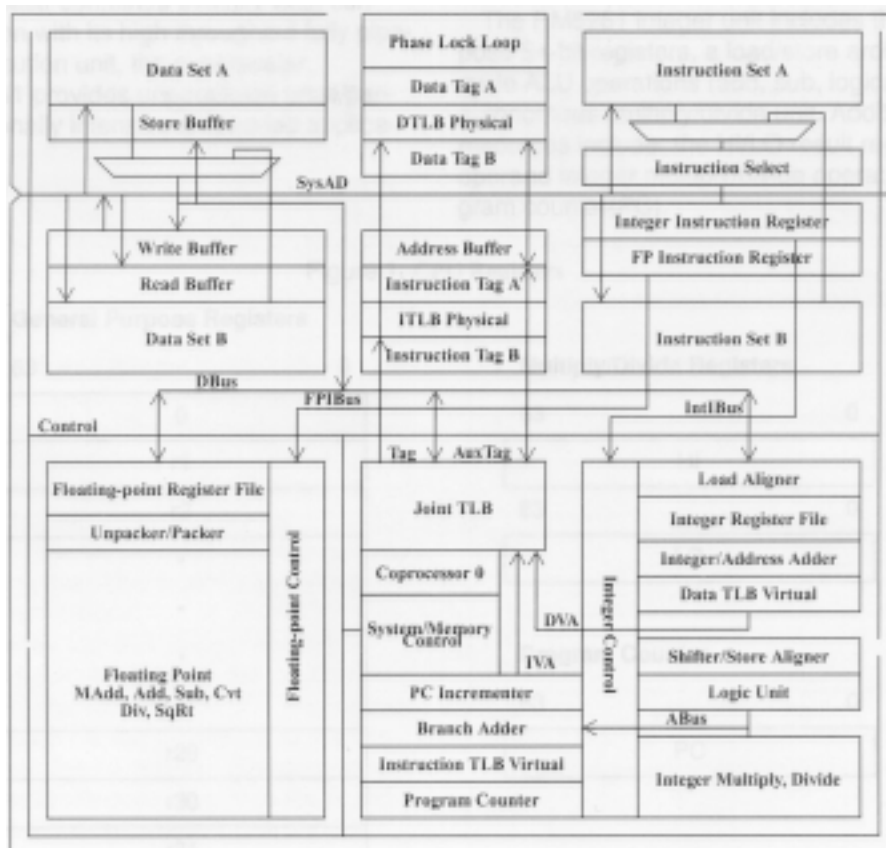 Data Set A
Store Buffer
SysAD
Write Buffer
Read Buffer
Data Set B
DBus
FPIBus
Control
Phase Lock Loop
Data Tag A
DTLB Physical
Data Tag B
Address Buffer
Instruction Tag A
ITLB Physical
Instruction Tag B
Instruction Set A
Instruction Select
Integer Instruction Register
FP Instruction Register
Instruction Set B
IntIBus
Tag
AuxTag
Floating-point Register File
Unpacker/Packer
Floating Point
MAdd, Add, Sub, Cvt
Div, SqRt
Floating-point Control
Joint TLB
Coprocessor 0
System/Memory
Control
DVA
IVA
PC Incrementer
Branch Adder
Instruction TLB Virtual
Program Counter
Integer Control
Load Aligner
Integer Register File
Integer/Address Adder
Data TLB Virtual
Shifter/Store Aligner
Logic Unit
ABus
Integer Multiply, Divide